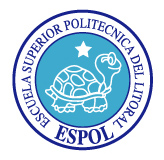 ESCUELA SUPERIOR POLITECNICA DEL LITORAL
ESPOL